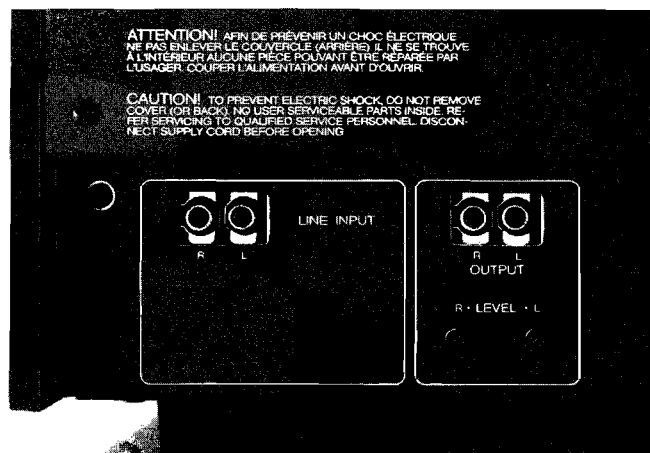 ATTENTION! AFIN DE PRÉVENIR UN CHOC ÉLECTRIQUE
NE PAS ENLEVER LE COUVERCLE (ARRIÈRE). IL NE SE TROUVE
À L'INTÉRIEUR AUCUNE PIÈCE POUVANT ÊTRE RÉPARÉE PAR
L'USAGER. COUPER L'ALIMENTATION AVANT D'OUVRIR.
CAUTION! TO PREVENT ELECTRIC SHOCK, DO NOT REMOVE
COVER (OR BACK). NO USER SERVICEABLE PARTS INSIDE. RE-
FER SERVICING TO QUALIFIED SERVICE PERSONNEL. DISCON-
NECT SUPPLY CORD BEFORE OPENING
LINE INPUT
R L
R L
OUTPUT
R • LEVEL • L